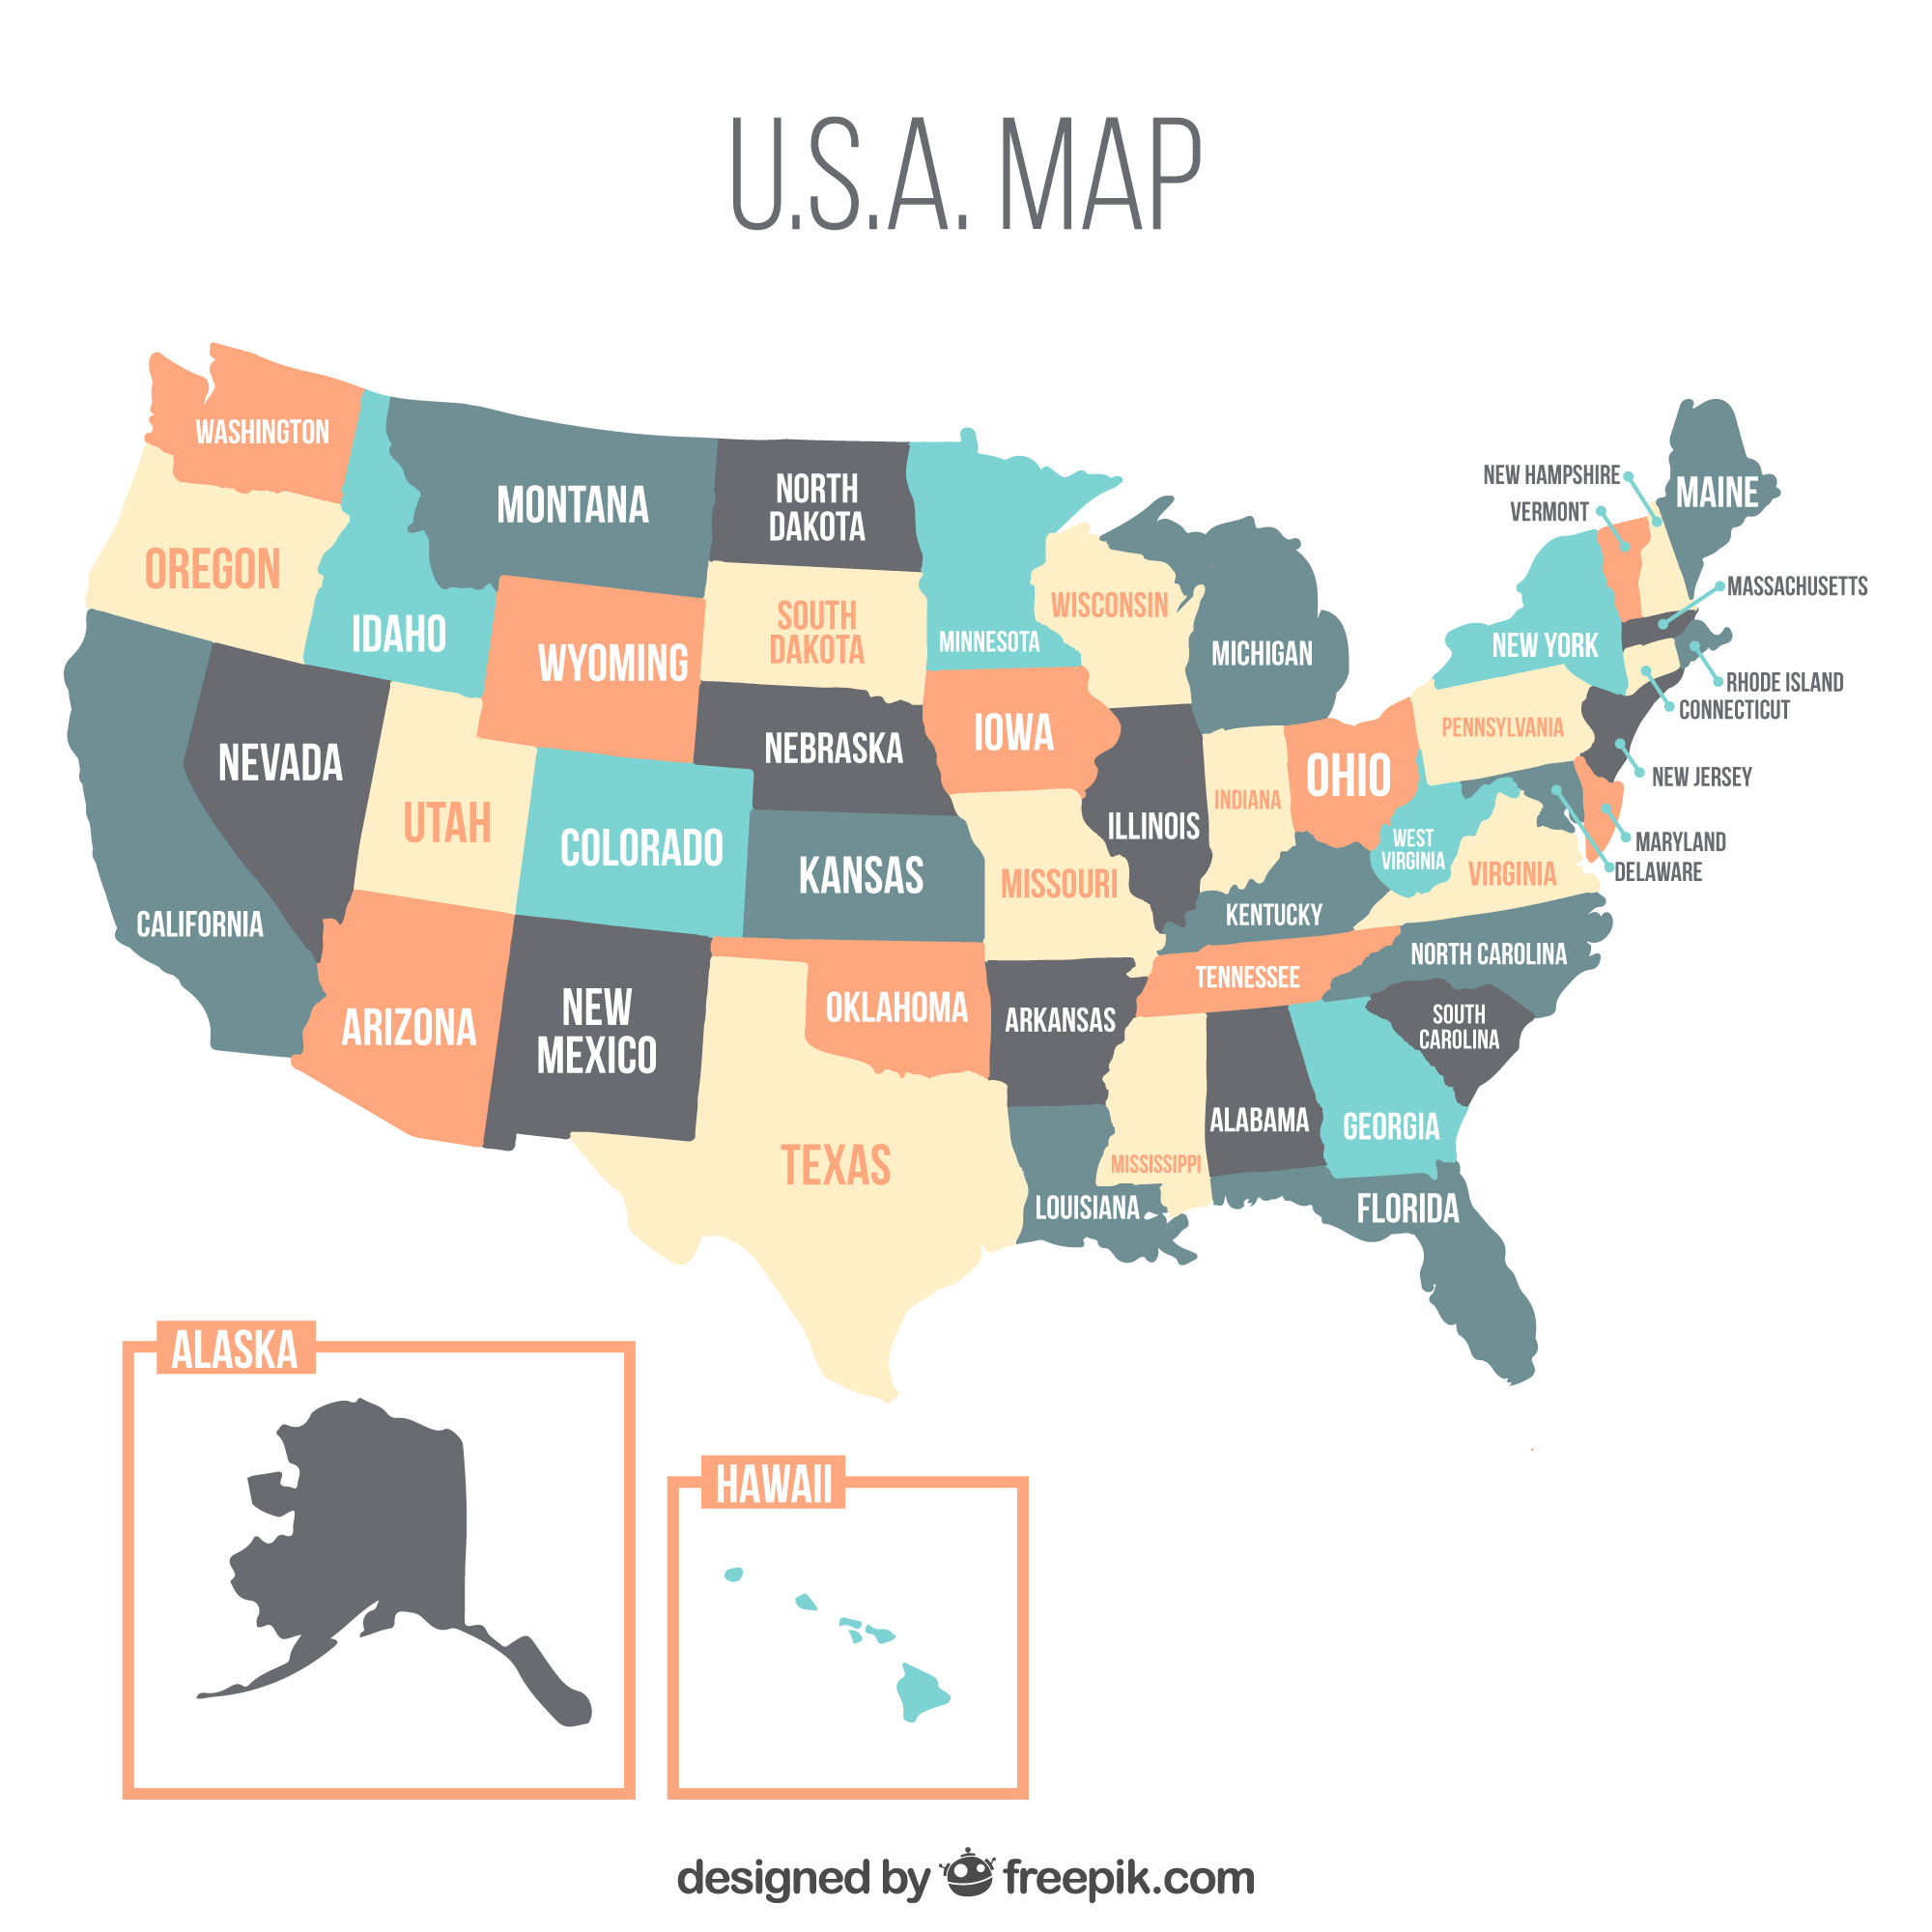 U.S.A. MAP
WASHINGTON
MONTANA
NORTH
DAKOTA
NEW HAMPSHIRE
MAINE
VERMONT
OREGON
IDAHO
WYOMING
SOUTH
DAKOTA
MINNESOTA
WISCONSIN
MICHIGAN
NEW YORK
MASSACHUSETTS
RHODE ISLAND
CONNECTICUT
NEVADA
UTAH
COLORADO
NEBRASKA
IOWA
ILLINOIS
INDIANA
OHIO
PENNSYLVANIA
NEW JERSEY
MARYLAND
DELAWARE
WEST
VIRGINIA
VIRGINIA
CALIFORNIA
KANSAS
MISSOURI
KENTUCKY
NORTH CAROLINA
ARIZONA
NEW
MEXICO
OKLAHOMA
ARKANSAS
TENNESSEE
SOUTH
CAROLINA
TEXAS
LOUISIANA
MISSISSIPPI
ALABAMA
GEORGIA
FLORIDA
ALASKA
HAWAII
designed by freepik.com